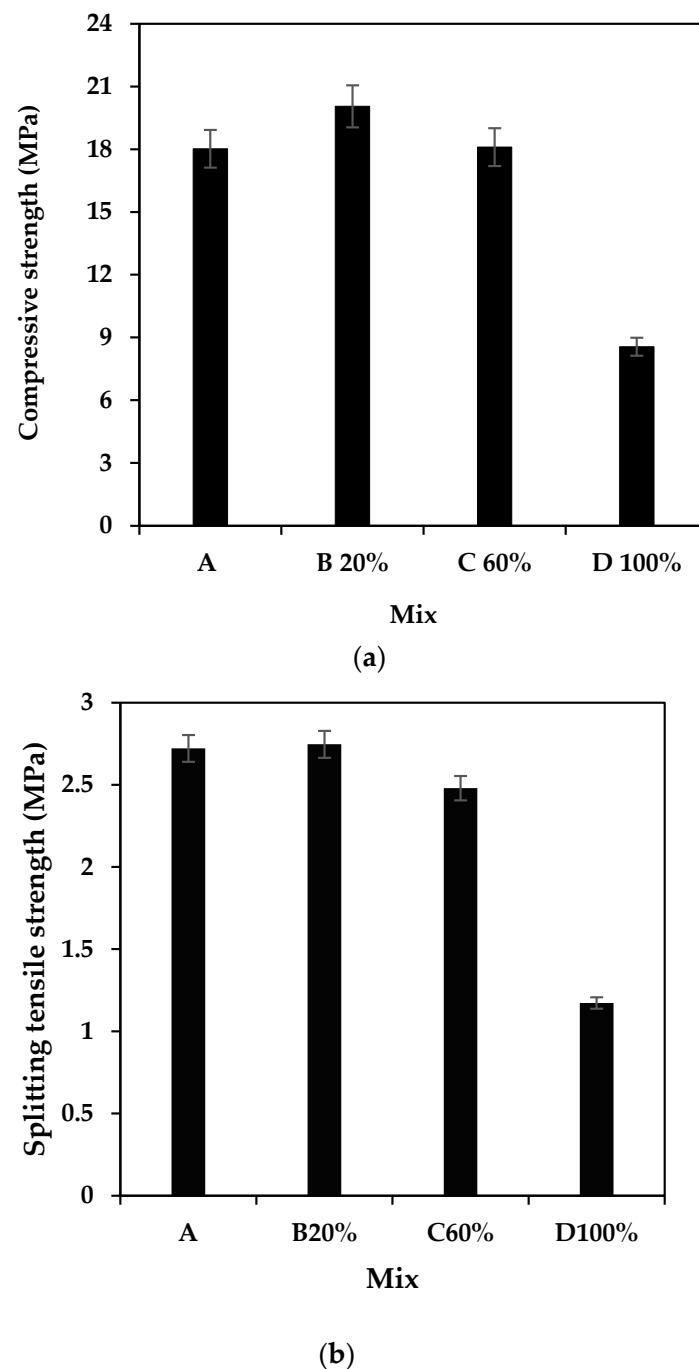 Compressive strength (MPa)
24
21
18
15
12
9
6
3
0
A B 20% C 60% D 100%
Mix
(a)
Splitting tensile strength (MPa)
3
2.5
2
1.5
1
0.5
0
A B20% C60% D100%
Mix
(b)